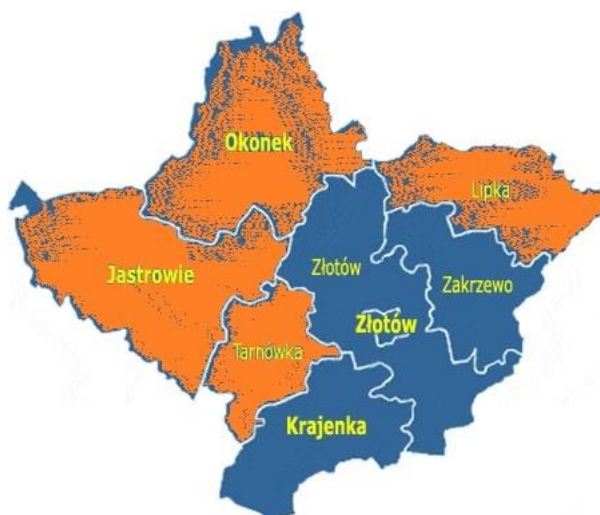 Okonek
Lipka
Jastrowie
Złotów
Zakrzewo
Złotów
Tarnówka
Krajenka